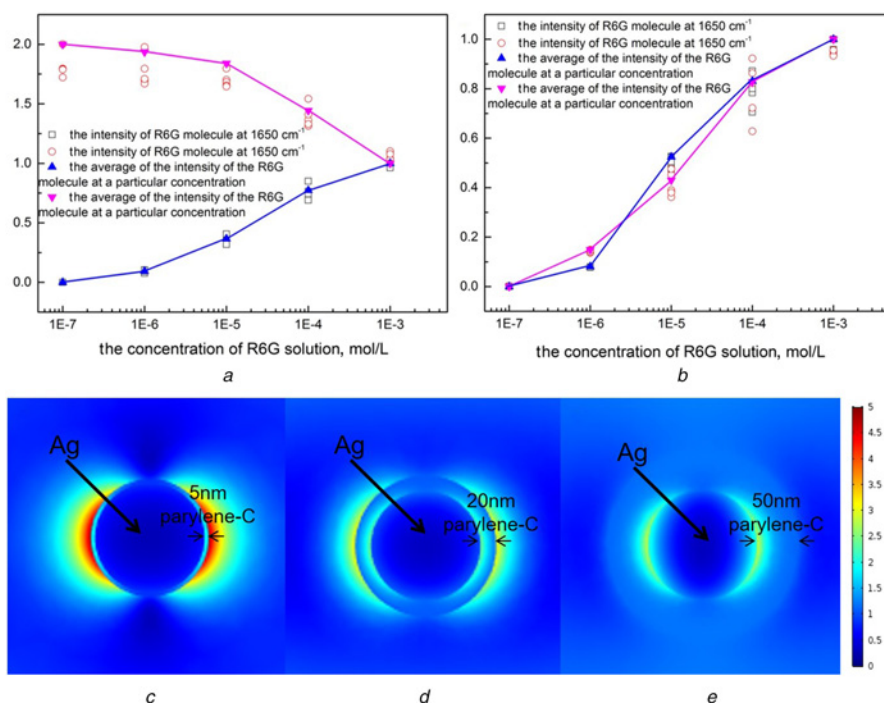 a
b
2.0
1.5
1.0
0.5
0.0
the intensity of R6G molecule at 1650 cm⁻¹
the intensity of R6G molecule at 1650 cm⁻¹
the average of the intensity of the R6G
molecule at a particular concentration
the average of the intensity of the R6G
molecule at a particular concentration
1E-7 1E-6 1E-5 1E-4 1E-3
the concentration of R6G solution, mol/L
a
1.0
0.8
0.6
0.4
0.2
0.0
the intensity of R6G molecule at 1650 cm⁻¹
the intensity of R6G molecule at 1650 cm⁻¹
the average of the intensity of the R6G
molecule at a particular concentration
the average of the intensity of the R6G
molecule at a particular concentration
1E-7 1E-6 1E-5 1E-4 1E-3
the concentration of R6G solution, mol/L
b
Ag
5nm
parylene-C
c
Ag
20nm
parylene-C
d
Ag
50nm
parylene-C
e
5
4.5
4
3.5
3
2.5
2
1.5
1
0.5
0